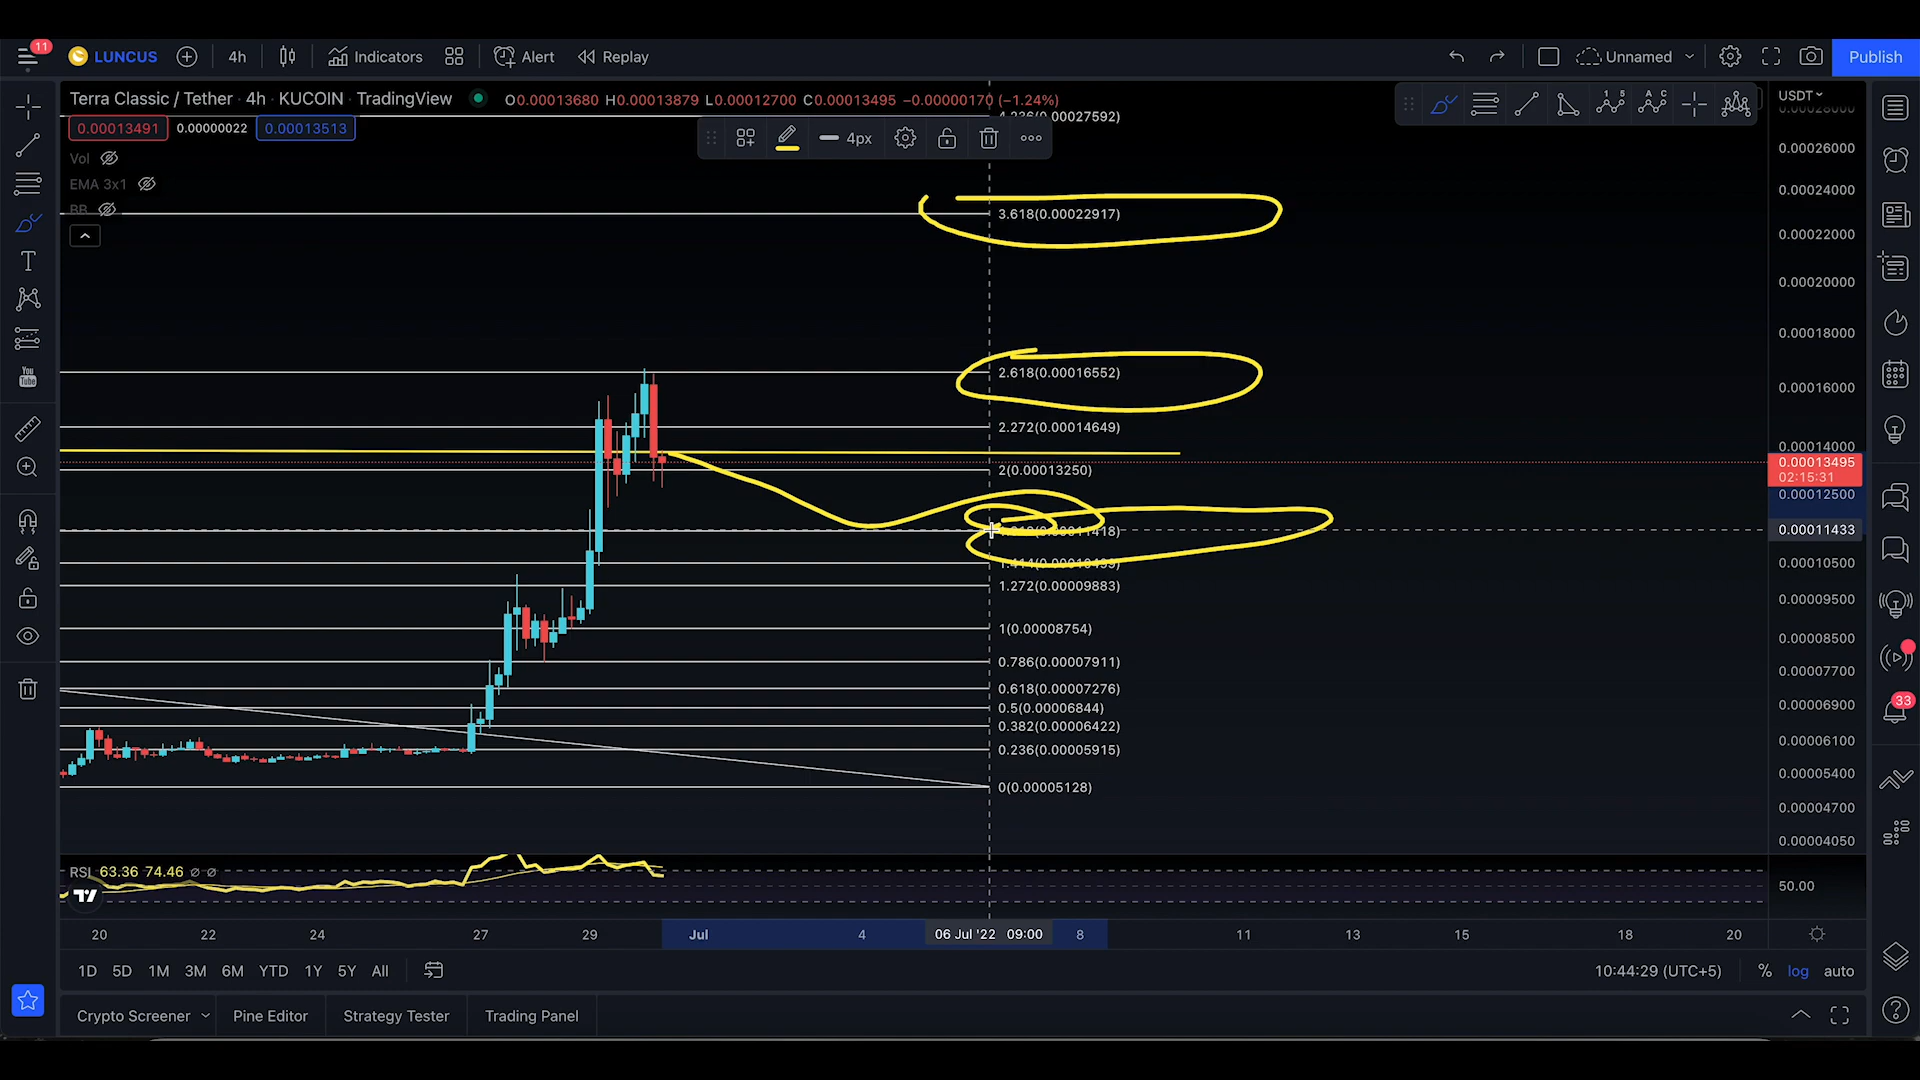 11
LUNCUS
4h
Indicators
Alert
Replay
Unnamed
Publish
Terra Classic / Tether · 4h · KUCOIN · TradingView
O0.00013680 H0.00013879 L0.00012700 C0.00013495 −0.00000170 (−1.24%)
0.00013491
0.00000022
0.00013513
Vol
EMA 3x1
BB
4px
USDT
3.618(0.00022917)
2.618(0.00016552)
2.272(0.00014649)
2(0.00013250)
1.272(0.00009883)
1(0.00008754)
0.786(0.00007911)
0.618(0.00007276)
0.5(0.00006844)
0.382(0.00006422)
0.236(0.00005915)
0(0.00005128)
0.00026000
0.00024000
0.00022000
0.00020000
0.00018000
0.00016000
0.00014000
0.00013495
02:15:31
0.00012500
0.00011433
0.00010500
0.00009500
0.00008500
0.00007700
0.00006900
0.00006100
0.00005400
0.00004700
0.00004050
33
You
Tube
RSI 63.36 74.46 ∅ ∅
50.00
20 22 24 27 29 Jul 4 06 Jul '22 09:00 8 11 13 15 18 20
1D 5D 1M 3M 6M YTD 1Y 5Y All
10:44:29 (UTC+5) % log auto
Crypto Screener
Pine Editor
Strategy Tester
Trading Panel